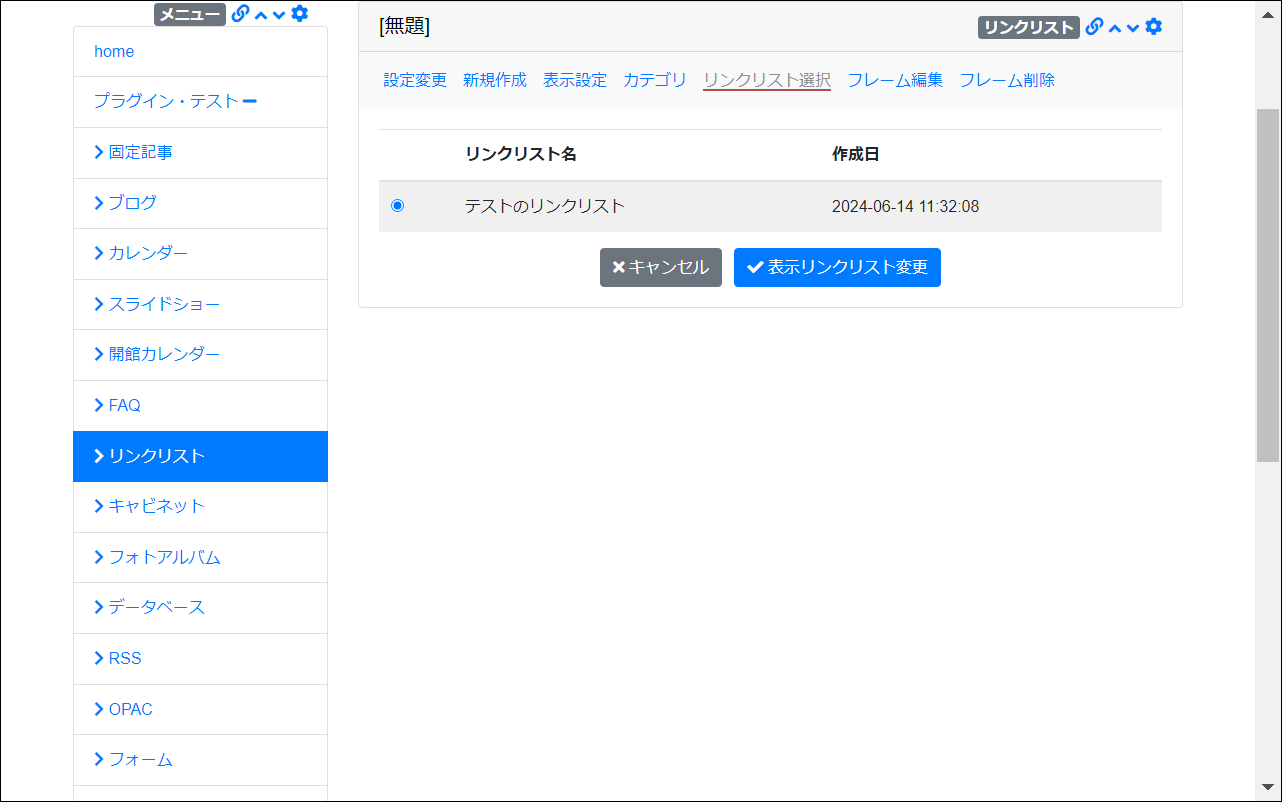 メニュー
home
プラグイン・テスト
固定記事
ブログ
カレンダー
スライドショー
開館カレンダー
FAQ
リンクリスト
キャビネット
フォトアルバム
データベース
RSS
OPAC
フォーム
[無題] リンクリスト
設定変更 新規作成 表示設定 カテゴリ リンクリスト選択 フレーム編集 フレーム削除
リンクリスト名 作成日
テストのリンクリスト 2024-06-14 11:32:08
キャンセル 表示リンクリスト変更